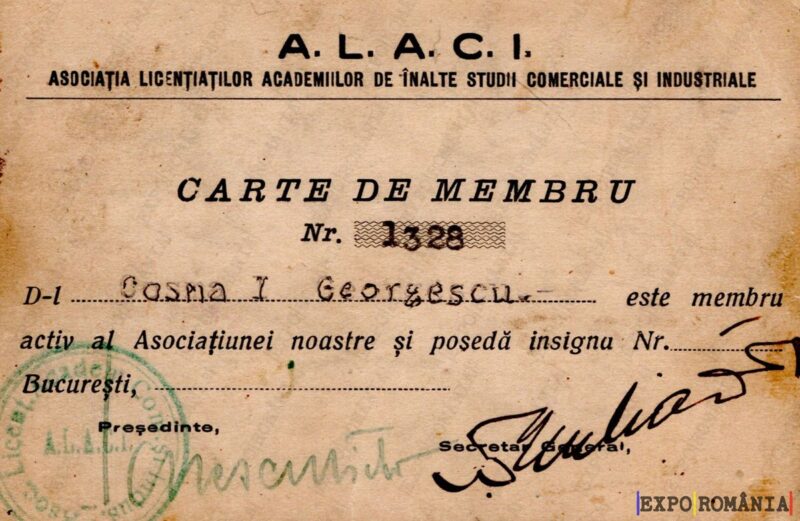 A. L. A. C. I.
ASOCIAȚIA LICENȚIAȚILOR ACADEMIILOR DE ÎNALTE STUDII COMERCIALE ȘI INDUSTRIALE
CARTE DE MEMBRU
Nr. 1328
D-l Cosma I Georgescu.- este membru
activ al Asociațiunei noastre și posedă insigna Nr.
București,
Președinte,
Secretar General,
A.L.A.C.I.
EXPO ROMÂNIA